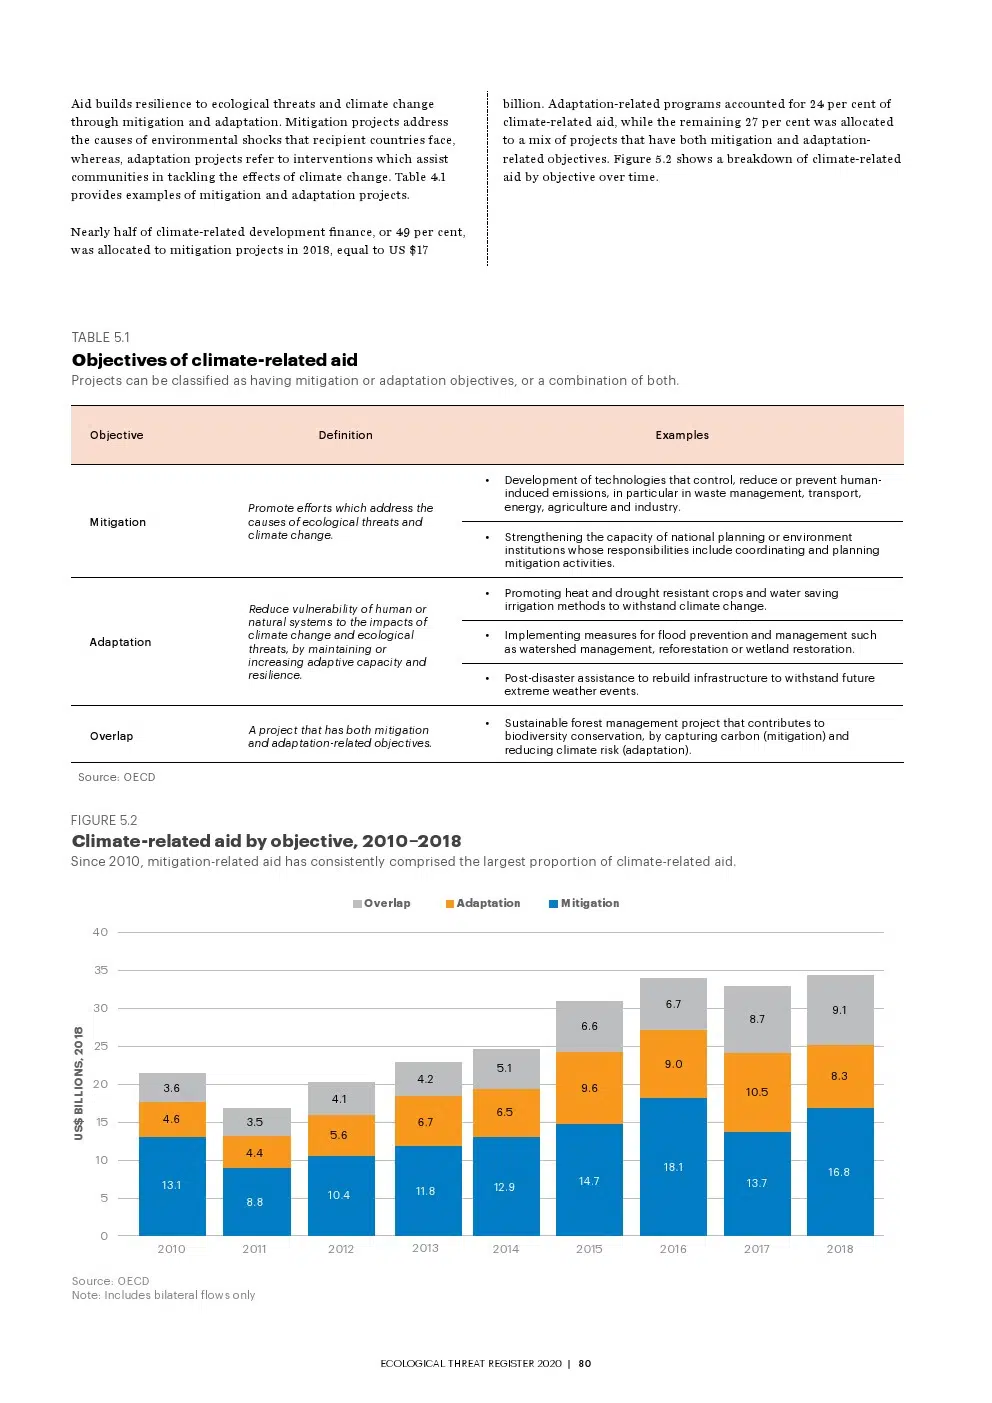 Aid builds resilience to ecological threats and climate change
through mitigation and adaptation. Mitigation projects address
the causes of environmental shocks that recipient countries face,
whereas, adaptation projects refer to interventions which assist
communities in tackling the effects of climate change. Table 4.1
provides examples of mitigation and adaptation projects.
Nearly half of climate-related development finance, or 49 per cent,
was allocated to mitigation projects in 2018, equal to US $17
billion. Adaptation-related programs accounted for 24 per cent of
climate-related aid, while the remaining 27 per cent was allocated
to a mix of projects that have both mitigation and adaptation-
related objectives. Figure 5.2 shows a breakdown of climate-related
aid by objective over time.
TABLE 5.1
Objectives of climate-related aid
Projects can be classified as having mitigation or adaptation objectives, or a combination of both.
Objective Definition Examples
Mitigation
Promote efforts which address the
causes of ecological threats and
climate change.
• Development of technologies that control, reduce or prevent human-
induced emissions, in particular in waste management, transport,
energy, agriculture and industry.
• Strengthening the capacity of national planning or environment
institutions whose responsibilities include coordinating and planning
mitigation activities.
Adaptation
Reduce vulnerability of human or
natural systems to the impacts of
climate change and ecological
threats, by maintaining or
increasing adaptive capacity and
resilience.
• Promoting heat and drought resistant crops and water saving
irrigation methods to withstand climate change.
• Implementing measures for flood prevention and management such
as watershed management, reforestation or wetland restoration.
• Post-disaster assistance to rebuild infrastructure to withstand future
extreme weather events.
Overlap
A project that has both mitigation
and adaptation-related objectives.
• Sustainable forest management project that contributes to
biodiversity conservation, by capturing carbon (mitigation) and
reducing climate risk (adaptation).
Source: OECD
FIGURE 5.2
Climate-related aid by objective, 2010–2018
Since 2010, mitigation-related aid has consistently comprised the largest proportion of climate-related aid.
Overlap Adaptation Mitigation
US$ BILLIONS, 2018
40
35
30
25
20
15
10
5
0
3.6 3.5 4.1 4.2 5.1 6.6 6.7 8.7 9.1
4.6 4.4 5.6 6.7 6.5 9.6 9.0 10.5 8.3
13.1 8.8 10.4 11.8 12.9 14.7 18.1 13.7 16.8
2010 2011 2012 2013 2014 2015 2016 2017 2018
Source: OECD
Note: Includes bilateral flows only
ECOLOGICAL THREAT REGISTER 2020 | 80